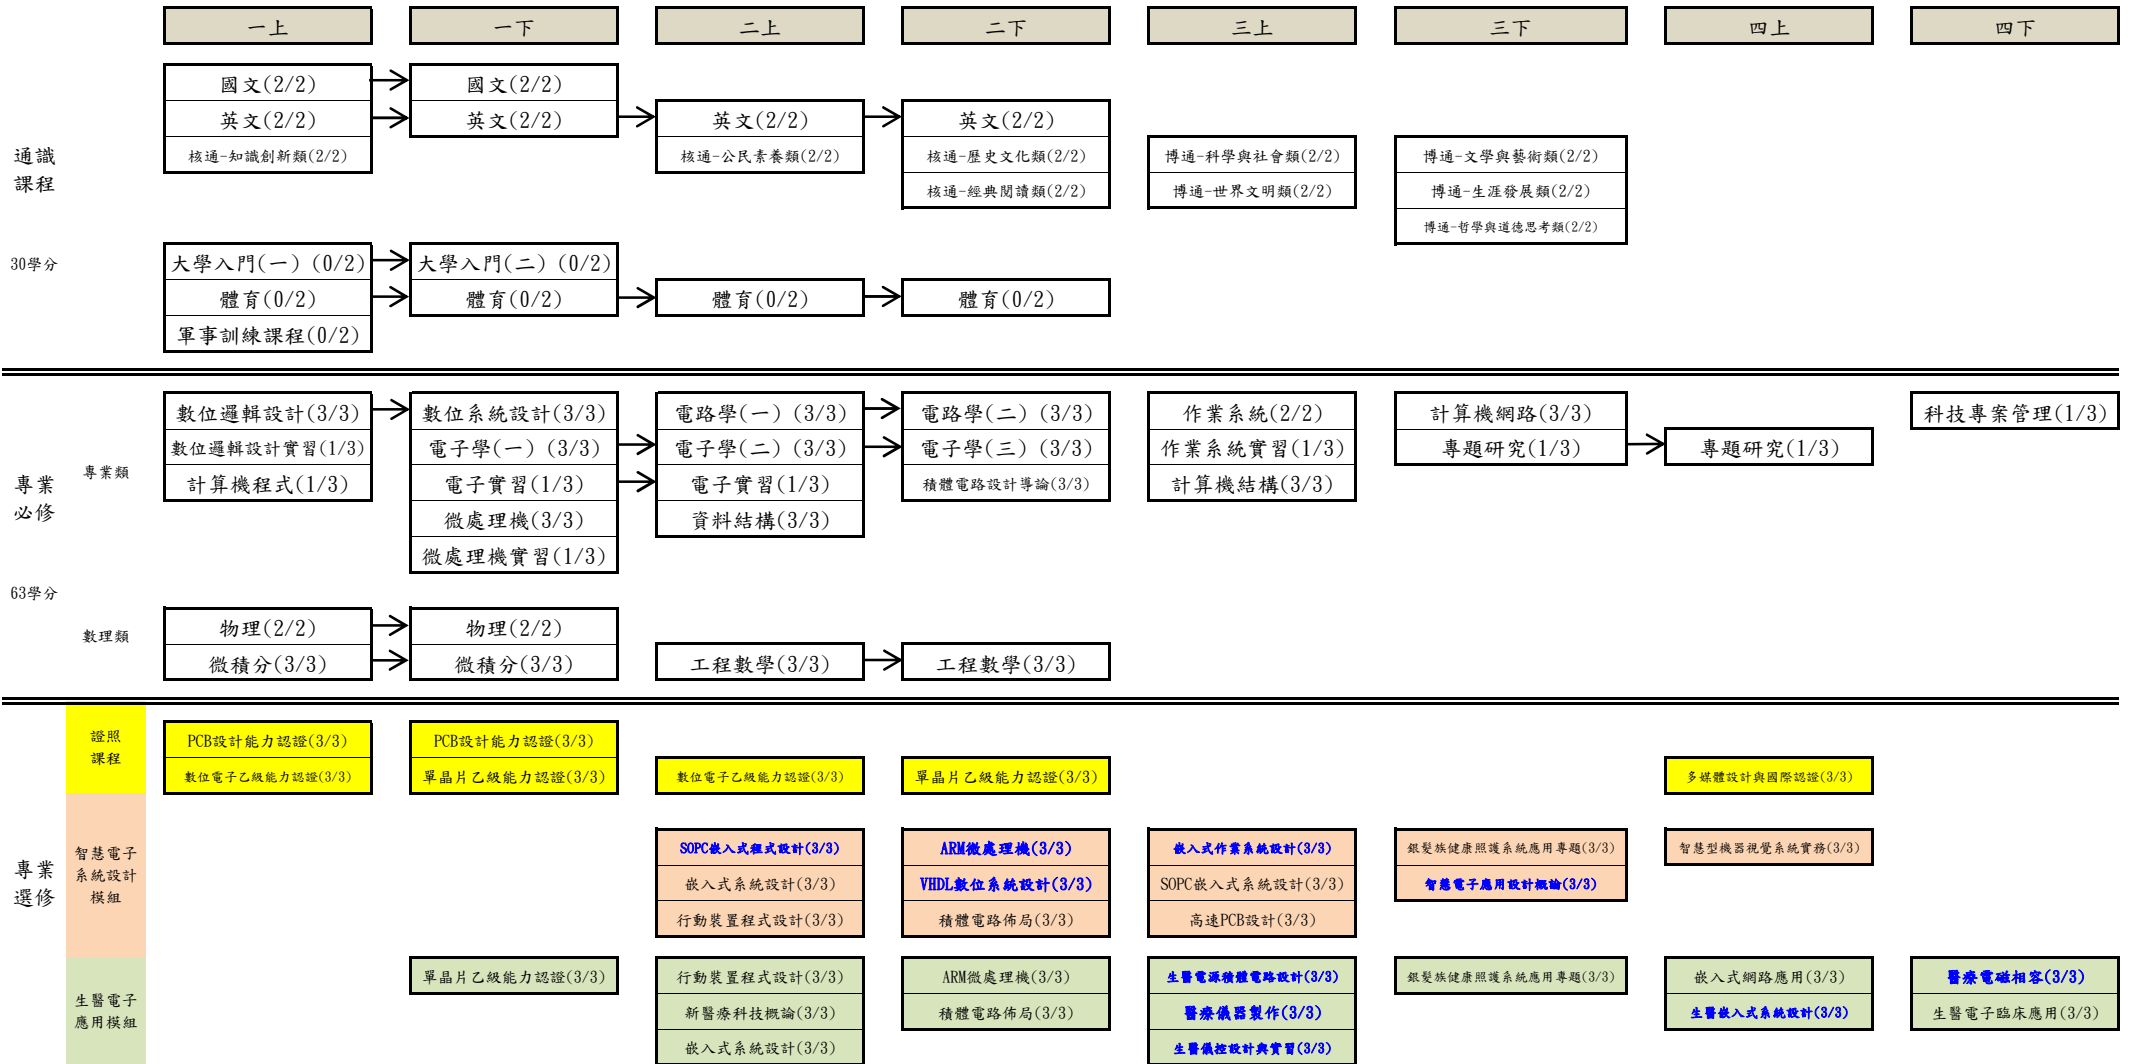 一上 一下 二上 二下 三上 三下 四上 四下
國文(2/2) 國文(2/2)
英文(2/2) 英文(2/2) 英文(2/2) 英文(2/2)
通識
課程
核通-知識創新類(2/2) 核通-公民素養類(2/2) 核通-歷史文化類(2/2) 博通-科學與社會類(2/2) 博通-文學與藝術類(2/2)
核通-經典閱讀類(2/2) 博通-世界文明類(2/2) 博通-生涯發展類(2/2)
博通-哲學與道德思考類(2/2)
30學分
大學入門(一) (0/2) 大學入門(二) (0/2)
體育(0/2) 體育(0/2) 體育(0/2) 體育(0/2)
軍事訓練課程(0/2)
數位邏輯設計(3/3) 數位系統設計(3/3) 電路學(一) (3/3) 電路學(二) (3/3) 作業系統(2/2) 計算機網路(3/3) 科技專案管理(1/3)
數位邏輯設計實習(1/3) 電子學(一) (3/3) 電子學(二) (3/3) 電子學(三) (3/3) 作業系統實習(1/3) 專題研究(1/3) 專題研究(1/3)
專業
必修
專業類
計算機程式(1/3) 電子實習(1/3) 電子實習(1/3) 積體電路設計導論(3/3) 計算機結構(3/3)
微處理機(3/3) 資料結構(3/3)
微處理機實習(1/3)
63學分
數理類
物理(2/2) 物理(2/2)
微積分(3/3) 微積分(3/3) 工程數學(3/3) 工程數學(3/3)
證照
課程
PCB設計能力認證(3/3) PCB設計能力認證(3/3)
數位電子乙級能力認證(3/3) 單晶片乙級能力認證(3/3) 數位電子乙級能力認證(3/3) 單晶片乙級能力認證(3/3) 多媒體設計與國際認證(3/3)
專業
選修
智慧電子
系統設計
模組
SOPC嵌入式程式設計(3/3) ARM微處理機(3/3) 嵌入式作業系統設計(3/3) 銀髮族健康照護系統應用專題(3/3) 智慧型機器視覺系統實務(3/3)
嵌入式系統設計(3/3) VHDL數位系統設計(3/3) SOPC嵌入式系統設計(3/3) 智慧電子應用設計概論(3/3)
行動裝置程式設計(3/3) 積體電路佈局(3/3) 高速PCB設計(3/3)
生醫電子
應用模組
單晶片乙級能力認證(3/3) 行動裝置程式設計(3/3) ARM微處理機(3/3) 生醫電源積體電路設計(3/3) 銀髮族健康照護系統應用專題(3/3) 嵌入式網路應用(3/3) 醫療電磁相容(3/3)
新醫療科技概論(3/3) 積體電路佈局(3/3) 醫療儀器製作(3/3) 生醫嵌入式系統設計(3/3) 生醫電子臨床應用(3/3)
嵌入式系統設計(3/3) 生醫儀控設計與實習(3/3)